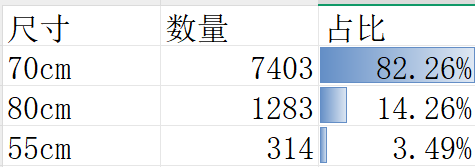 尺寸 数量 占比
70cm 7403 82.26%
80cm 1283 14.26%
55cm 314 3.49%